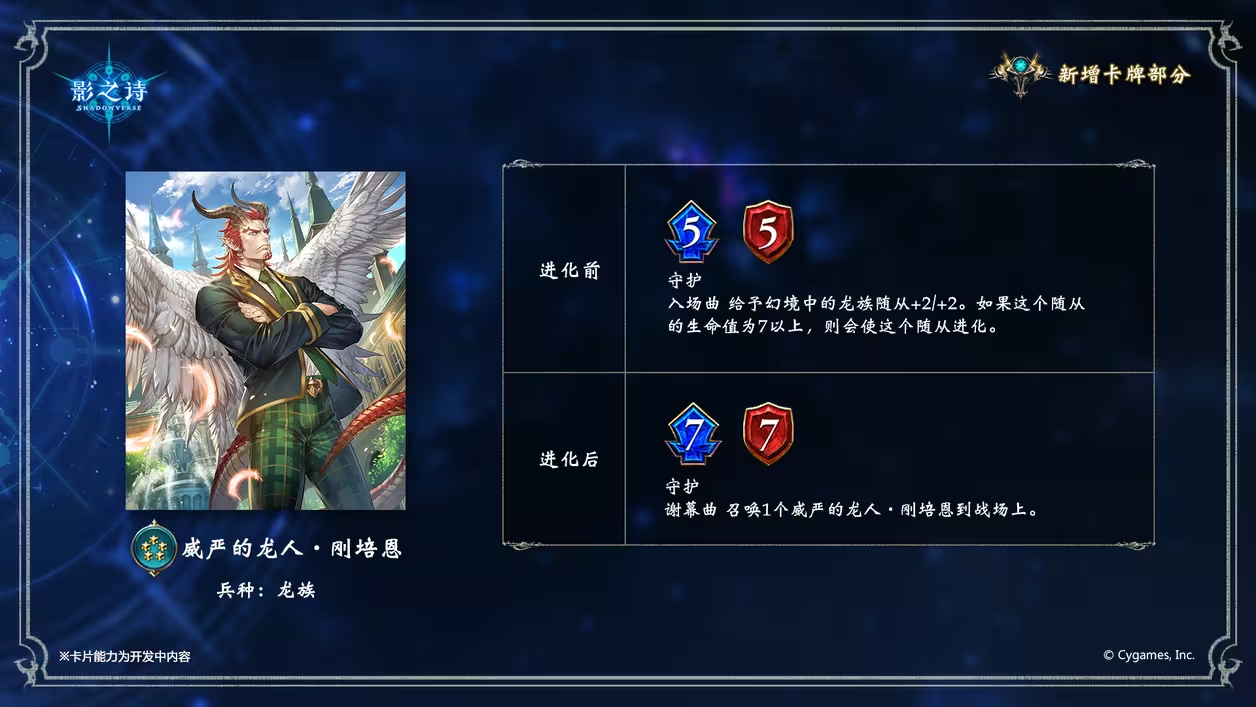 影之诗
SHADOWVERSE
新增卡牌部分
进化前
5 5
守护
入场曲 给予幻境中的龙族随从+2/+2。如果这个随从
的生命值为7以上，则会使这个随从进化。
进化后
7 7
守护
谢幕曲 召唤1个威严的龙人·刚培恩到战场上。
威严的龙人·刚培恩
兵种：龙族
※卡片能力为开发中内容
© Cygames, Inc.